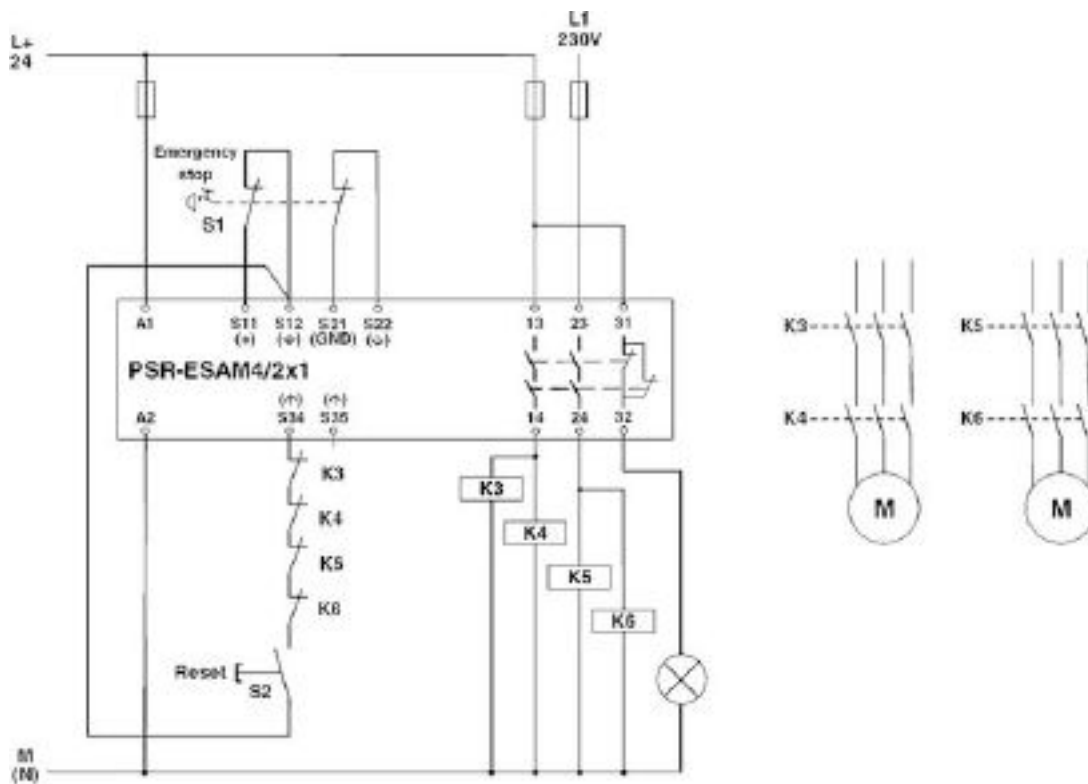 L+
24
L1
230V
Emergency
stop
S1
A1
S11
S12
S21
S22
(GND)
13
23
31
PSR-ESAM4/2x1
A2
S34
S35
14
24
32
K3
K4
K5
K6
Reset
S2
K3
K4
K5
K6
M
(N)
K3
K4
M
K5
K6
M